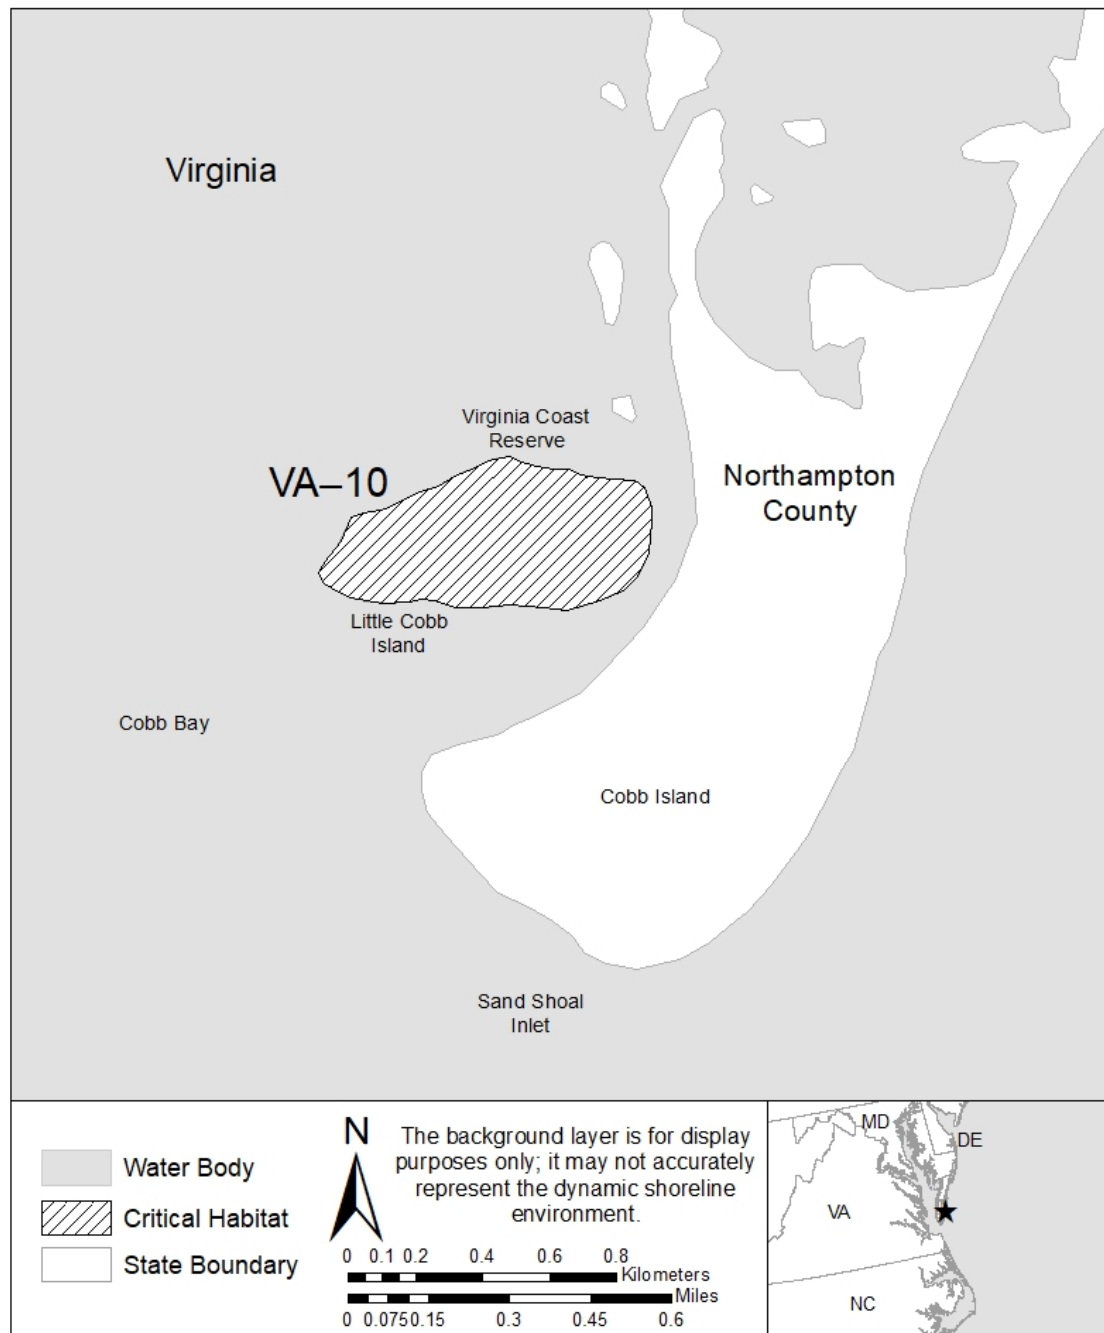 Virginia
Virginia Coast
Reserve
VA–10
Northampton
County
Little Cobb
Island
Cobb Bay
Cobb Island
Sand Shoal
Inlet
Water Body
Critical Habitat
State Boundary
N
The background layer is for display
purposes only; it may not accurately
represent the dynamic shoreline
environment.
0 0.1 0.2 0.4 0.6 0.8
Kilometers
Miles
0 0.075 0.15 0.3 0.45 0.6
MD
DE
VA
NC